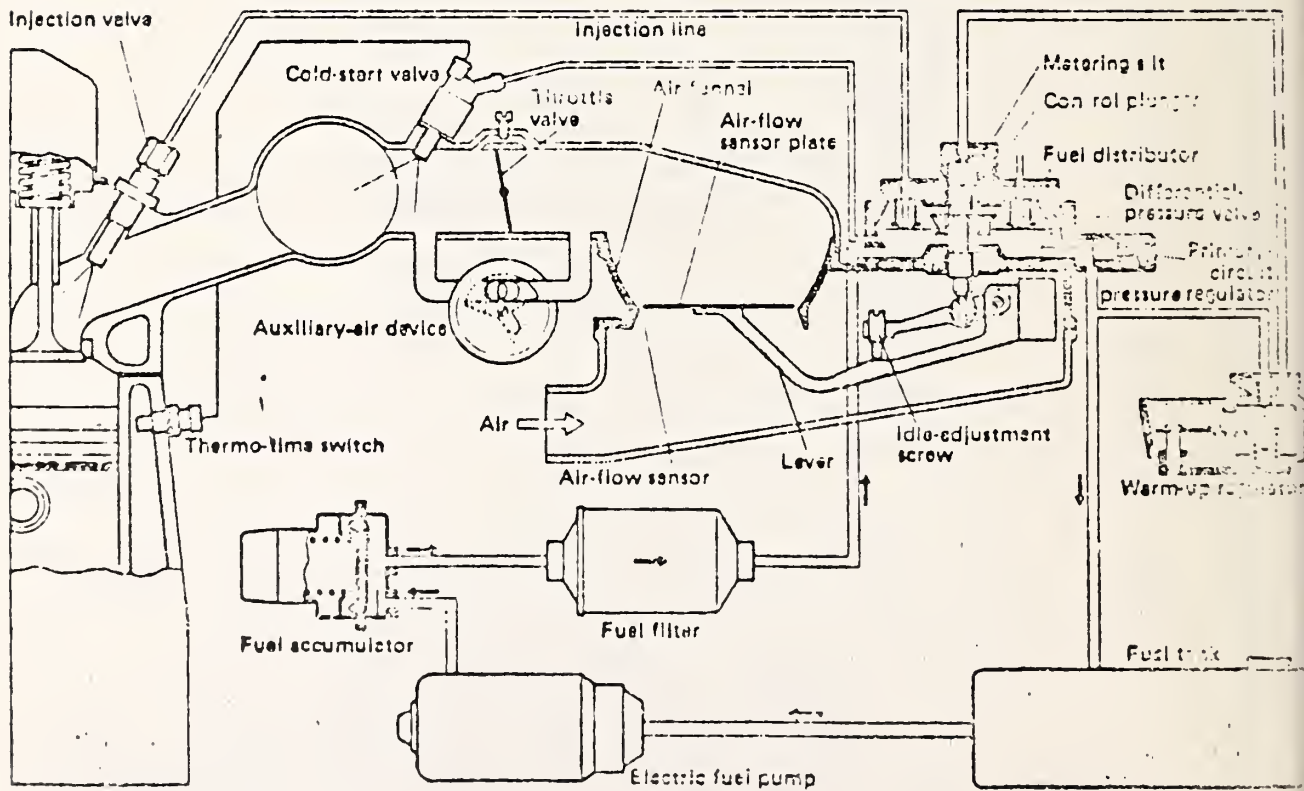 Injection valva
Injection line
Cold-start valve
Throttle
valve
Air funnel
Air-flow
sensor plate
Metering slit
Control plunger
Fuel distributor
Differential-
pressure valve
Primary
circuit
pressure regulator
Auxiliary-air device
Air
Thermo-time switch
Air-flow sensor
Lever
Idle-adjustment
screw
Warm-up regulator
Fuel accumulator
Fuel filter
Fuel tank
Electric fuel pump